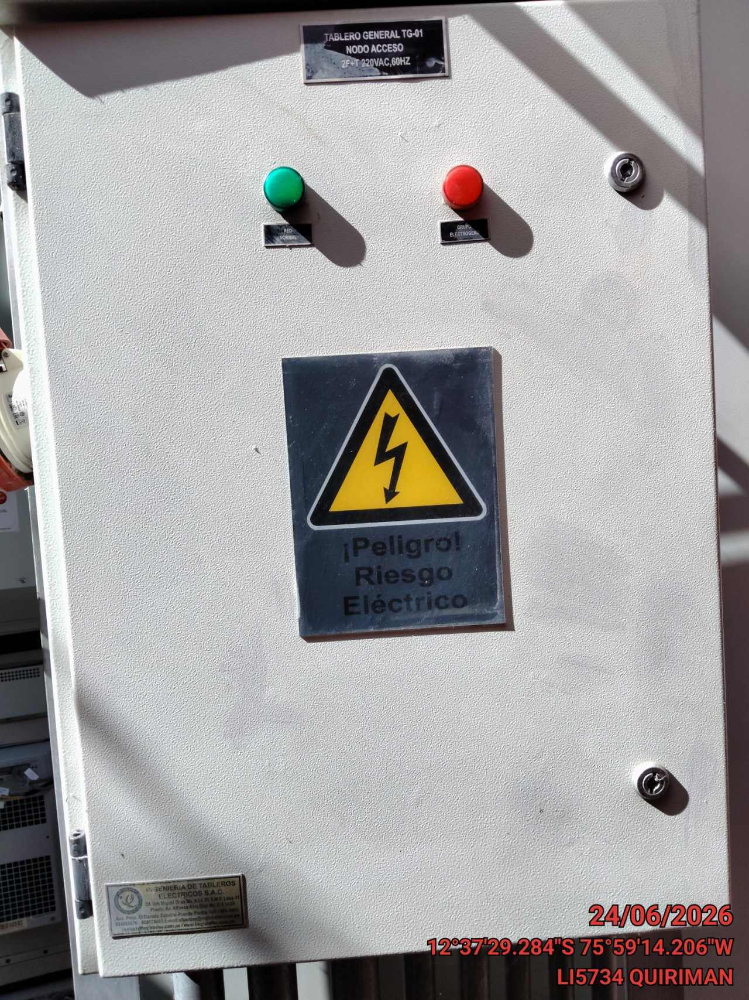 TABLERO GENERAL TG-01
NODO ACCESO
2F+T 220VAC,60HZ
RED
NORMAL
GRUPO
ELECTROGENO
¡Peligro!
Riesgo
Eléctrico
INGENIERIA DE TABLEROS
ELECTRICOS S.A.C.
24/06/2026
12°37'29.284"S 75°59'14.206"W
LI5734 QUIRIMAN